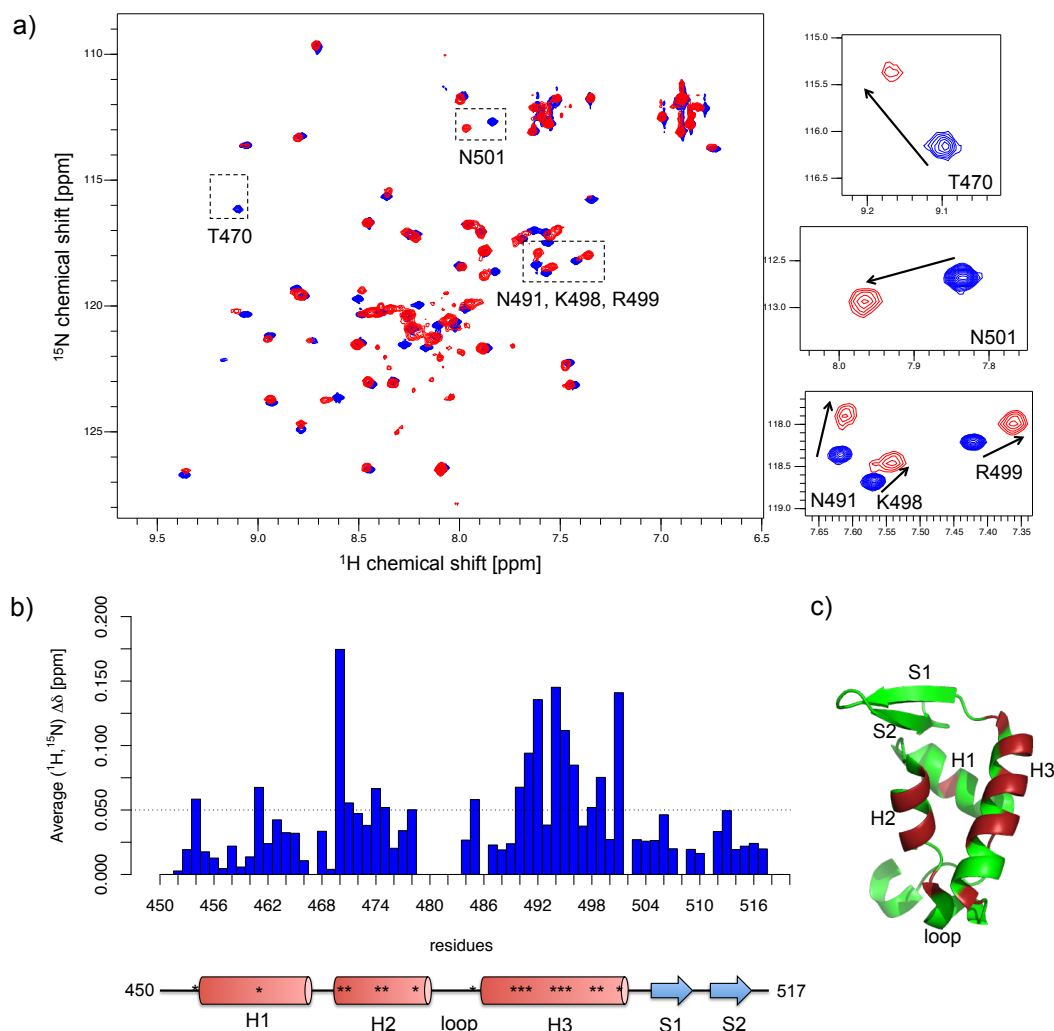 a)
110
115
120
125
15N chemical shift [ppm]
9.5 9.0 8.5 8.0 7.5 7.0 6.5
1H chemical shift [ppm]
T470
N501
N491, K498, R499
115.0
115.5
116.0
116.5
9.2 9.1
T470
112.5
113.0
8.0 7.9 7.8
N501
118.0
118.5
119.0
7.65 7.60 7.55 7.50 7.45 7.40 7.35
N491 K498 R499
b)
0.200
0.150
0.100
0.050
0.000
Average (1H, 15N) Δδ [ppm]
450 456 462 468 474 480 486 492 498 504 510 516
residues
450 * * ** ** * * *** *** ** * 517
H1 H2 loop H3 S1 S2
c)
S1
S2
H1
H3
H2
loop